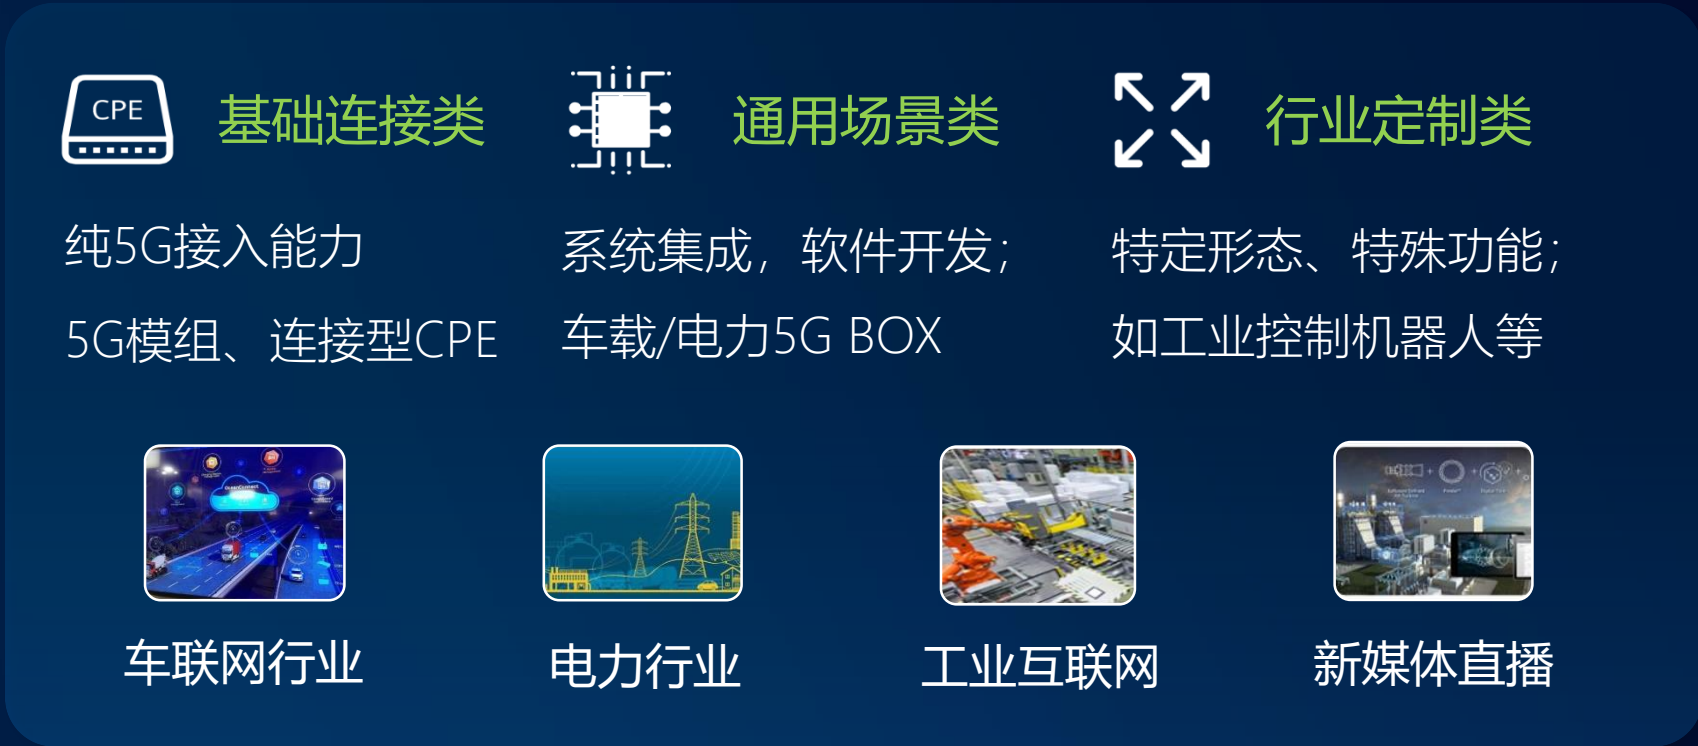 CPE
基础连接类
通用场景类
行业定制类
纯5G接入能力
5G模组、连接型CPE
系统集成，软件开发；
车载/电力5G BOX
特定形态、特殊功能；
如工业控制机器人等
车联网行业
电力行业
工业互联网
新媒体直播